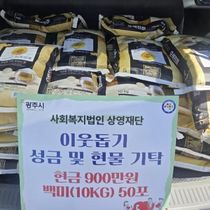 광주시
사회복지법인 상영재단
이웃돕기
성금 및 현물 기탁
현금 900만원
백미(10KG) 50포